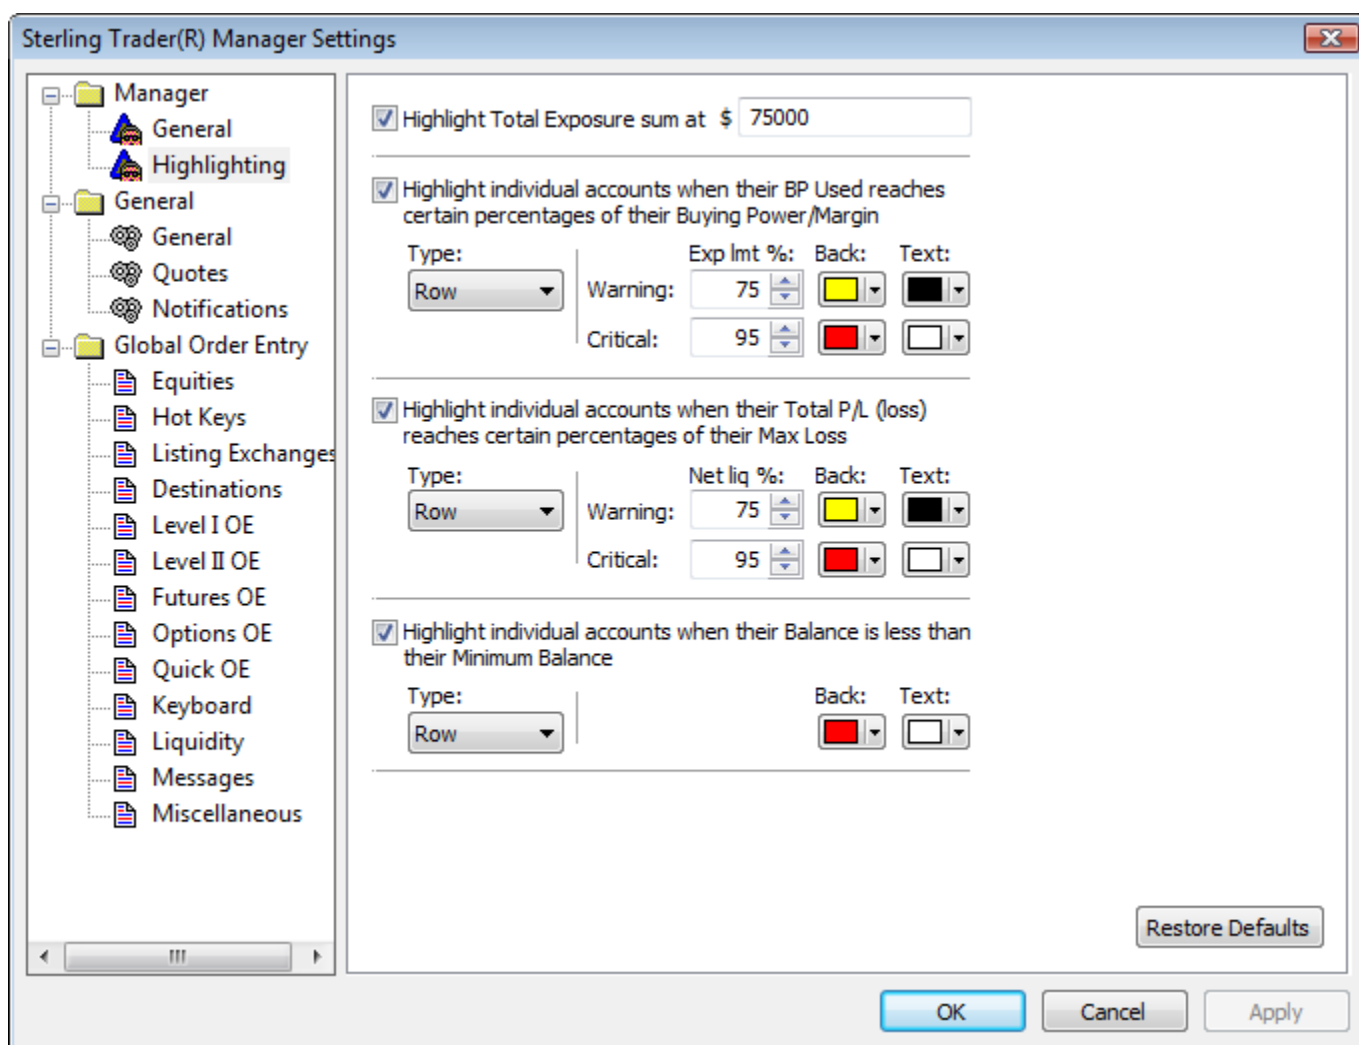 Sterling Trader(R) Manager Settings
Manager
General
Highlighting
General
General
Quotes
Notifications
Global Order Entry
Equities
Hot Keys
Listing Exchanges
Destinations
Level I OE
Level II OE
Futures OE
Options OE
Quick OE
Keyboard
Liquidity
Messages
Miscellaneous
Highlight Total Exposure sum at $ 75000
Highlight individual accounts when their BP Used reaches
certain percentages of their Buying Power/Margin
Type: Exp lmt %: Back: Text:
Row Warning: 75
Critical: 95
Highlight individual accounts when their Total P/L (loss)
reaches certain percentages of their Max Loss
Type: Net liq %: Back: Text:
Row Warning: 75
Critical: 95
Highlight individual accounts when their Balance is less than
their Minimum Balance
Type: Back: Text:
Row
Restore Defaults
OK Cancel Apply